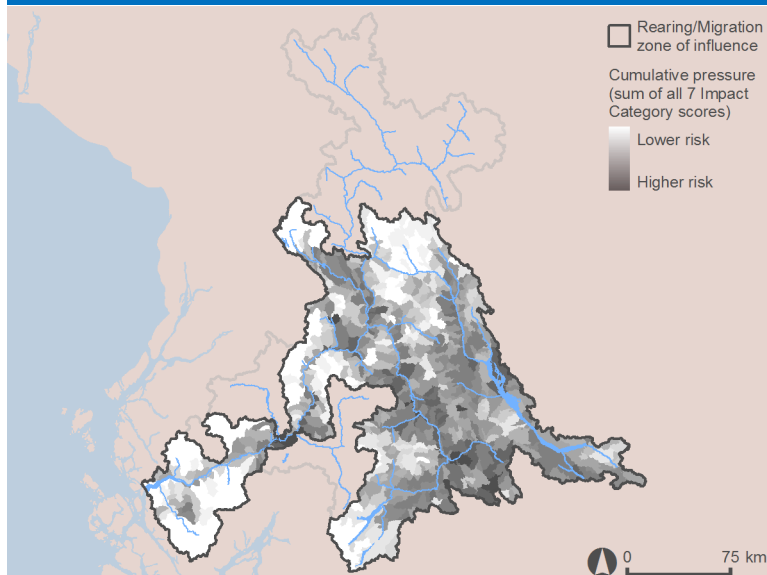 Rearing/Migration
zone of influence
Cumulative pressure
(sum of all 7 Impact
Category scores)
Lower risk
Higher risk
0 75 km